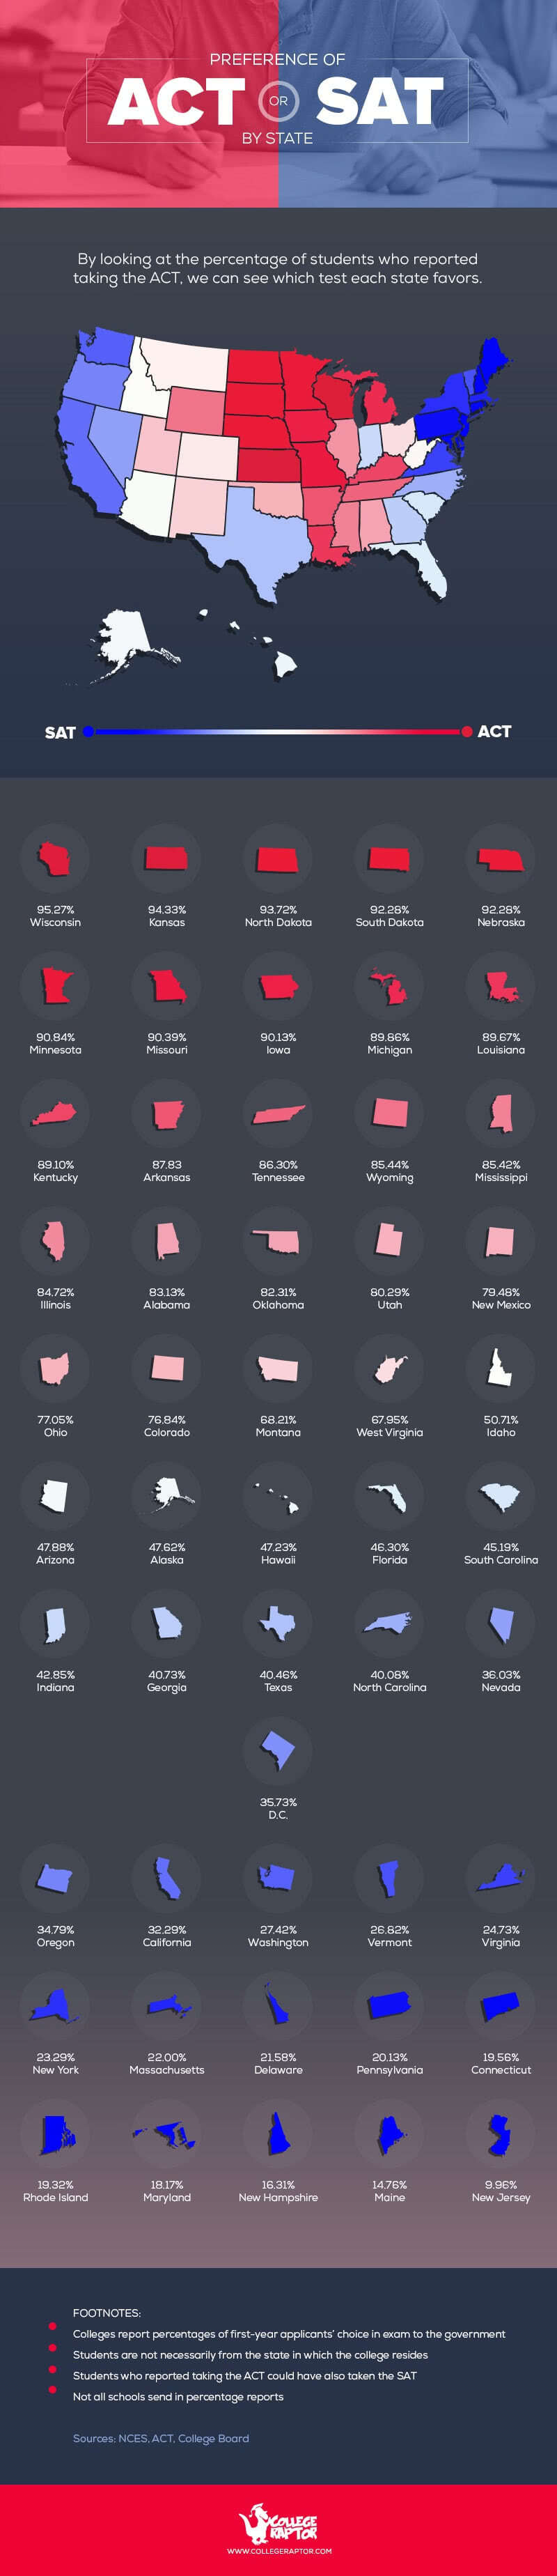 PREFERENCE OF
ACT OR SAT
BY STATE
By looking at the percentage of students who reported
taking the ACT, we can see which test each state favors.
SAT ACT
95.27% 94.33% 93.72% 92.28% 92.28%
Wisconsin Kansas North Dakota South Dakota Nebraska
90.84% 90.39% 90.13% 89.86% 89.67%
Minnesota Missouri Iowa Michigan Louisiana
89.10% 87.83 86.30% 85.44% 85.42%
Kentucky Arkansas Tennessee Wyoming Mississippi
84.72% 83.13% 82.31% 80.29% 79.48%
Illinois Alabama Oklahoma Utah New Mexico
77.05% 76.84% 68.21% 67.95% 50.71%
Ohio Colorado Montana West Virginia Idaho
47.88% 47.62% 47.23% 46.30% 45.19%
Arizona Alaska Hawaii Florida South Carolina
42.85% 40.73% 40.46% 40.08% 36.03%
Indiana Georgia Texas North Carolina Nevada
35.73%
D.C.
34.79% 32.29% 27.42% 26.82% 24.73%
Oregon California Washington Vermont Virginia
23.29% 22.00% 21.58% 20.13% 19.56%
New York Massachusetts Delaware Pennsylvania Connecticut
19.32% 18.17% 16.31% 14.76% 9.96%
Rhode Island Maryland New Hampshire Maine New Jersey
FOOTNOTES:
Colleges report percentages of first-year applicants' choice in exam to the government
Students are not necessarily from the state in which the college resides
Students who reported taking the ACT could have also taken the SAT
Not all schools send in percentage reports
Sources: NCES, ACT, College Board
COLLEGE
RAPTOR
WWW.COLLEGERAPTOR.COM